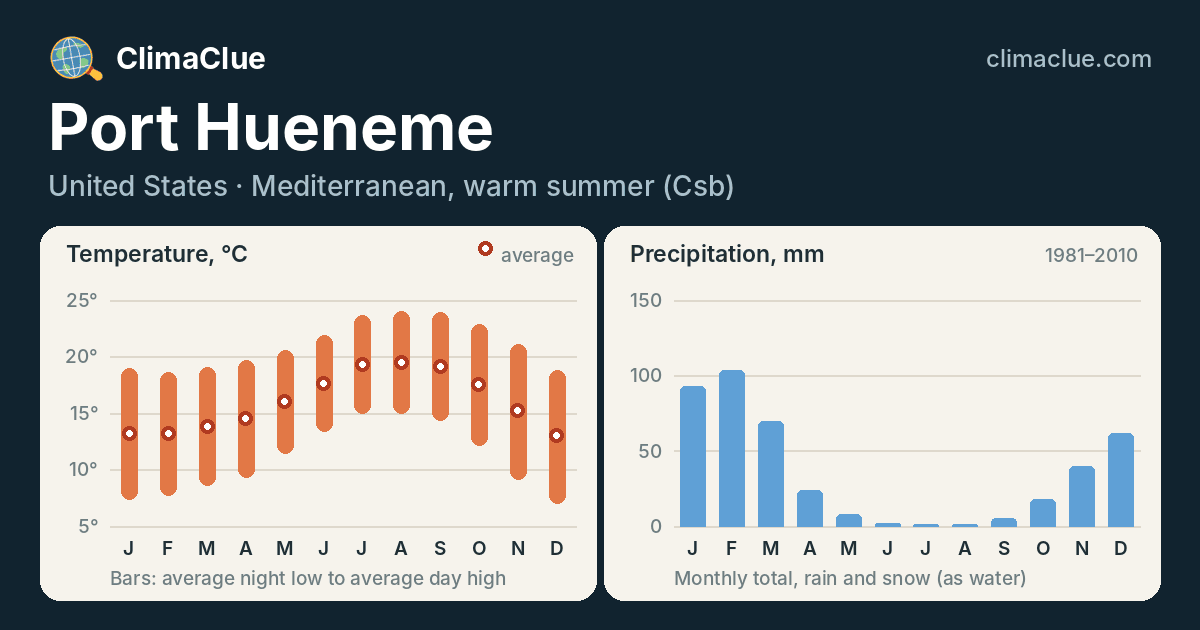 ClimaClue
climaclue.com
Port Hueneme
United States · Mediterranean, warm summer (Csb)
Temperature, °C
average
25°
20°
15°
10°
5°
J F M A M J J A S O N D
Bars: average night low to average day high
Precipitation, mm
1981–2010
150
100
50
0
J F M A M J J A S O N D
Monthly total, rain and snow (as water)